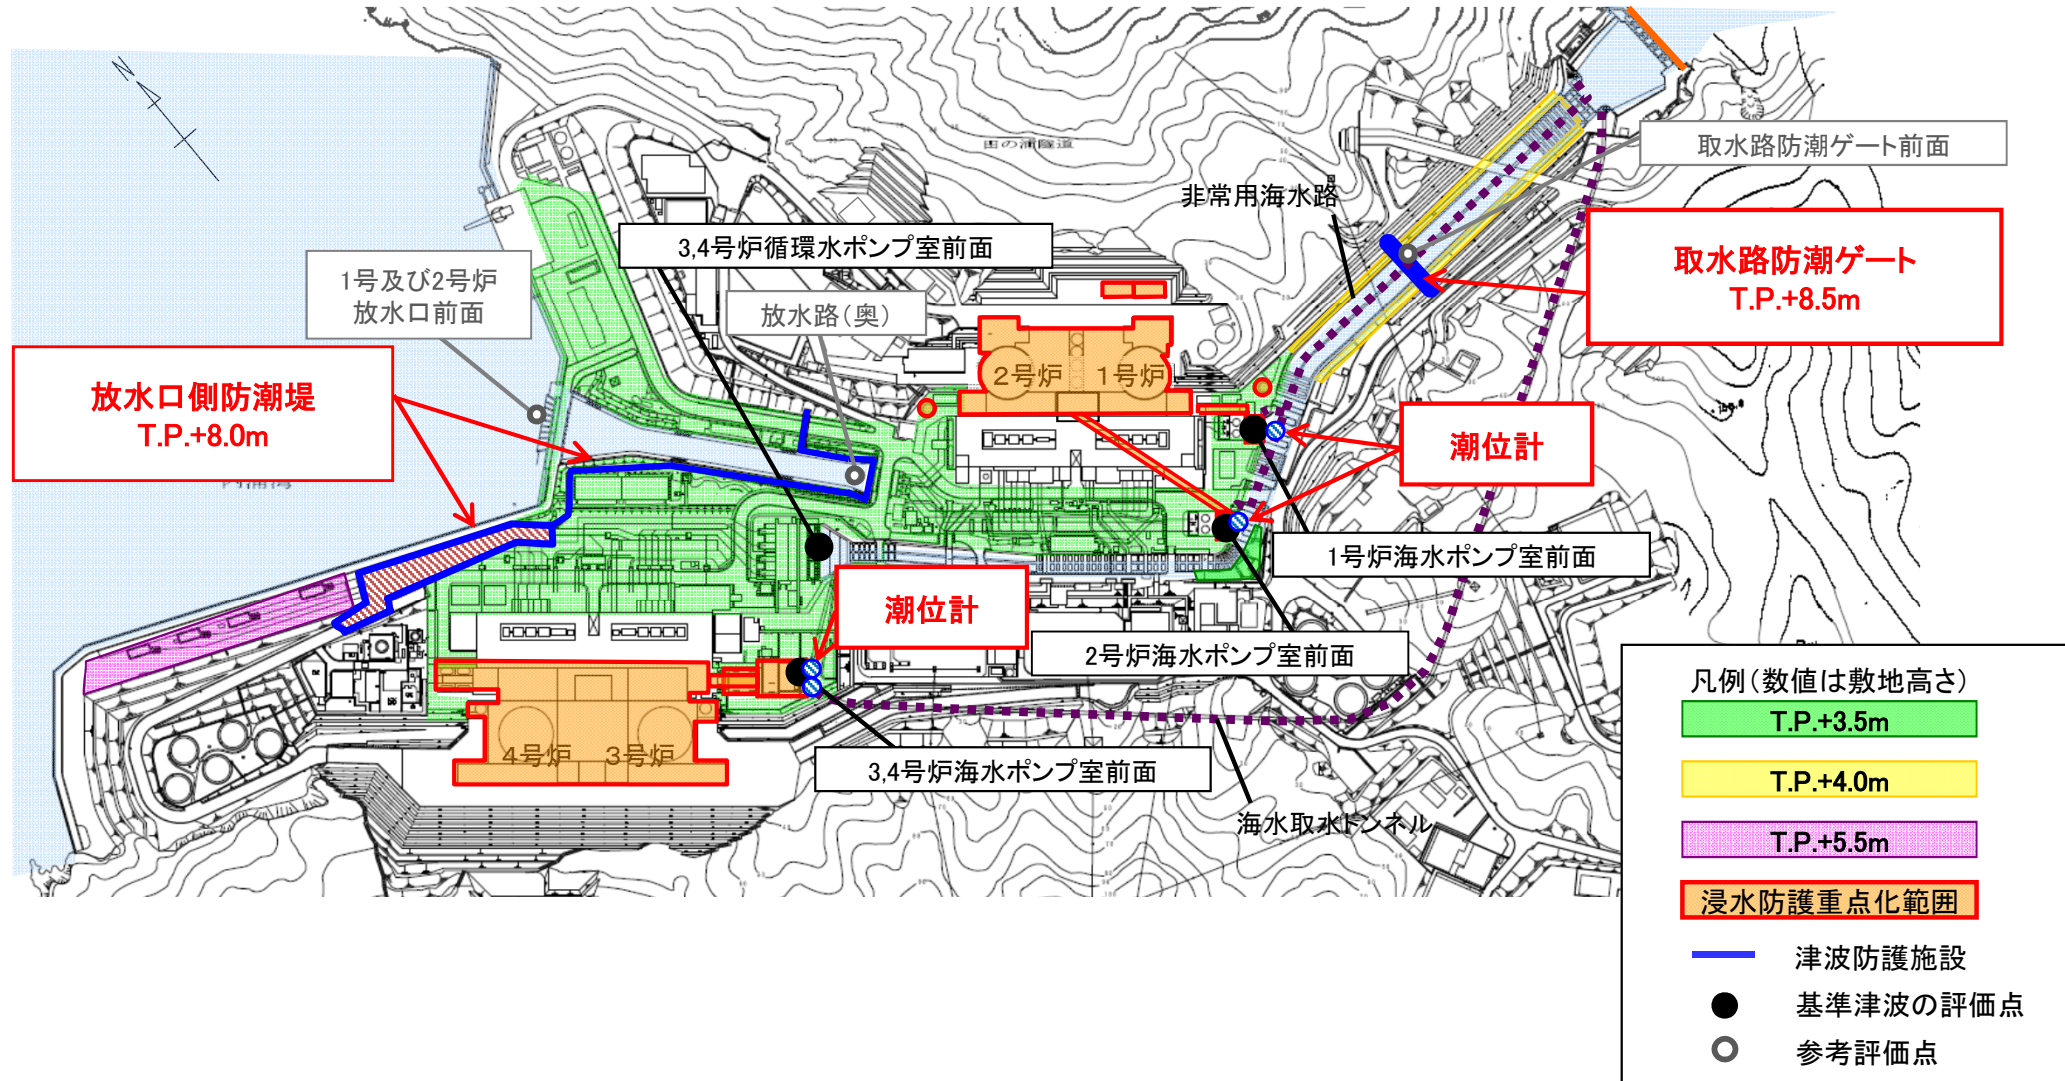 N
田の浦隧道
取水路防潮ゲート前面
非常用海水路
3,4号炉循環水ポンプ室前面
取水路防潮ゲート
T.P.+8.5m
1号及び2号炉
放水口前面
放水路(奥)
放水口側防潮堤
T.P.+8.0m
2号炉
1号炉
潮位計
内浦湾
1号炉海水ポンプ室前面
潮位計
2号炉海水ポンプ室前面
4号炉
3号炉
3,4号炉海水ポンプ室前面
海水取水トンネル
凡例(数値は敷地高さ)
T.P.+3.5m
T.P.+4.0m
T.P.+5.5m
浸水防護重点化範囲
津波防護施設
基準津波の評価点
参考評価点